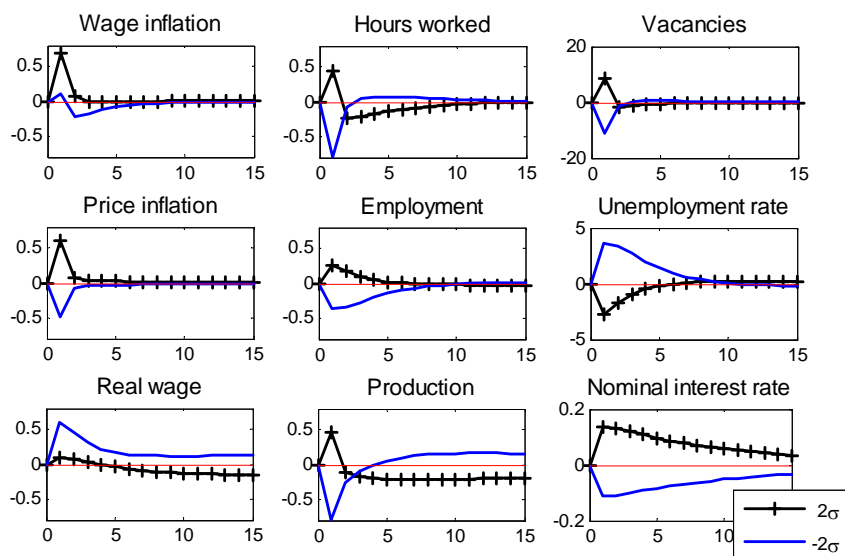 Wage inflation
Hours worked
Vacancies
0.5
0
-0.5
0 5 10 15
0.5
0
-0.5
0 5 10 15
20
0
-20
0 5 10 15
Price inflation
Employment
Unemployment rate
0.5
0
-0.5
0 5 10 15
0.5
0
-0.5
0 5 10 15
5
0
-5
0 5 10 15
Real wage
Production
Nominal interest rate
0.5
0
-0.5
0 5 10 15
0.5
0
-0.5
0 5 10 15
0.2
0
-0.2
0 5
2σ
-2σ